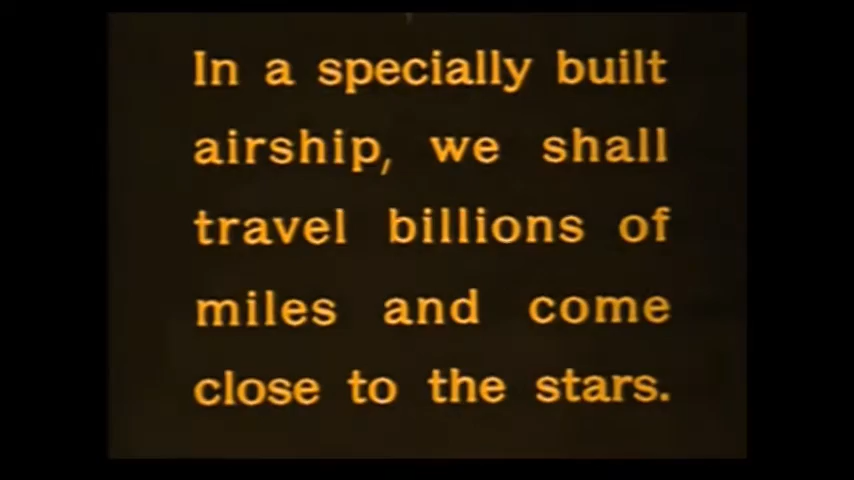 In a specially built
airship, we shall
travel billions of
miles and come
close to the stars.